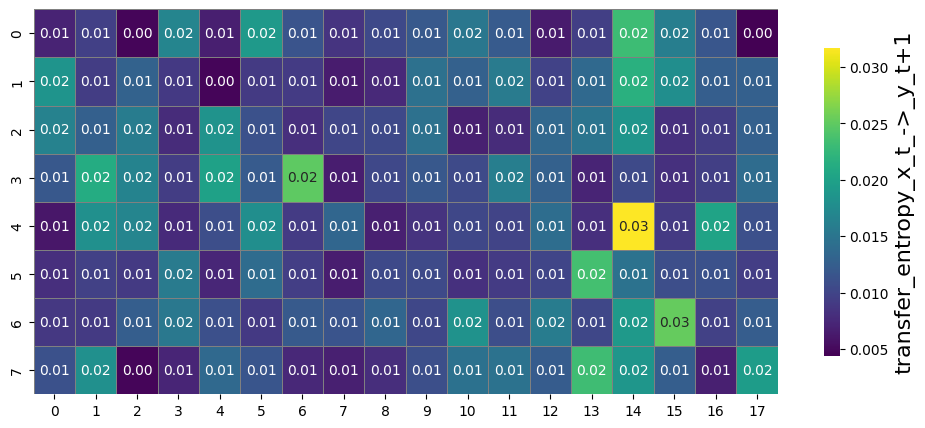 0 0.01 0.01 0.00 0.02 0.01 0.02 0.01 0.01 0.01 0.01 0.02 0.01 0.01 0.01 0.02 0.02 0.01 0.00
1 0.02 0.01 0.01 0.01 0.00 0.01 0.01 0.01 0.01 0.01 0.01 0.02 0.01 0.01 0.02 0.02 0.01 0.01
2 0.02 0.01 0.02 0.01 0.02 0.01 0.01 0.01 0.01 0.01 0.01 0.01 0.01 0.01 0.02 0.01 0.01 0.01
3 0.01 0.02 0.02 0.01 0.02 0.01 0.02 0.01 0.01 0.01 0.01 0.02 0.01 0.01 0.01 0.01 0.01 0.01
4 0.01 0.02 0.02 0.01 0.01 0.02 0.01 0.01 0.01 0.01 0.01 0.01 0.01 0.01 0.03 0.01 0.02 0.01
5 0.01 0.01 0.01 0.02 0.01 0.01 0.01 0.01 0.01 0.01 0.01 0.01 0.01 0.02 0.01 0.01 0.01 0.01
6 0.01 0.01 0.01 0.02 0.01 0.01 0.01 0.01 0.01 0.01 0.02 0.01 0.02 0.01 0.02 0.03 0.01 0.01
7 0.01 0.02 0.00 0.01 0.01 0.01 0.01 0.01 0.01 0.01 0.01 0.01 0.01 0.02 0.02 0.01 0.01 0.02
0 1 2 3 4 5 6 7 8 9 10 11 12 13 14 15 16 17
0.030
0.025
0.020
0.015
0.010
0.005
transfer_entropy_x_t_->_y_t+1